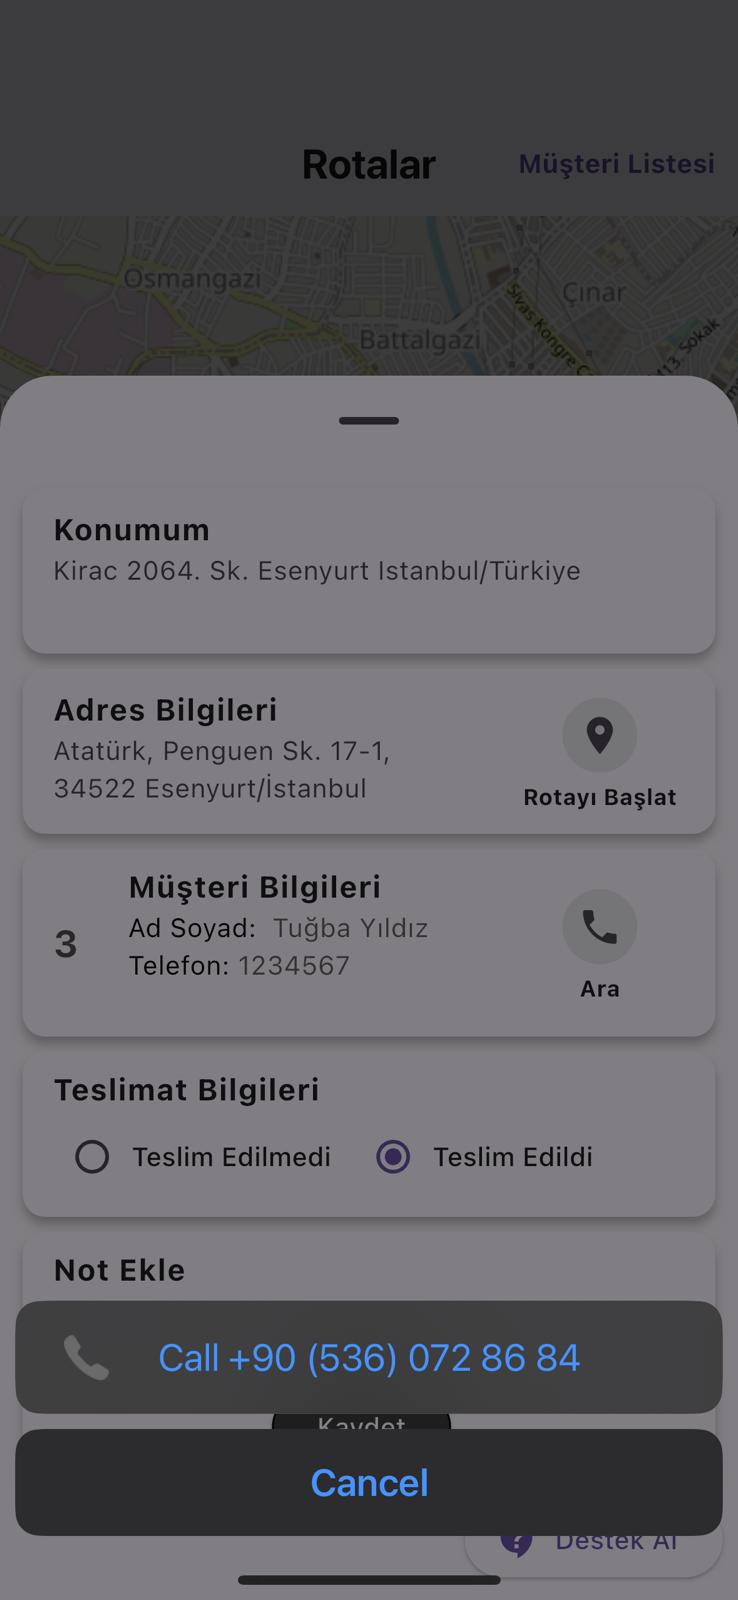 Rotalar
Müşteri Listesi
Osmangazi
Çınar
Sivas Kongre C
Battalgazi
113. Sokak
Konumum
Kirac 2064. Sk. Esenyurt Istanbul/Türkiye
Adres Bilgileri
Atatürk, Penguen Sk. 17-1,
34522 Esenyurt/İstanbul
Rotayı Başlat
Müşteri Bilgileri
3
Ad Soyad: Tuğba Yıldız
Telefon: 1234567
Ara
Teslimat Bilgileri
Teslim Edilmedi
Teslim Edildi
Not Ekle
Call +90 (536) 072 86 84
Kaydet
Cancel
Destek Al